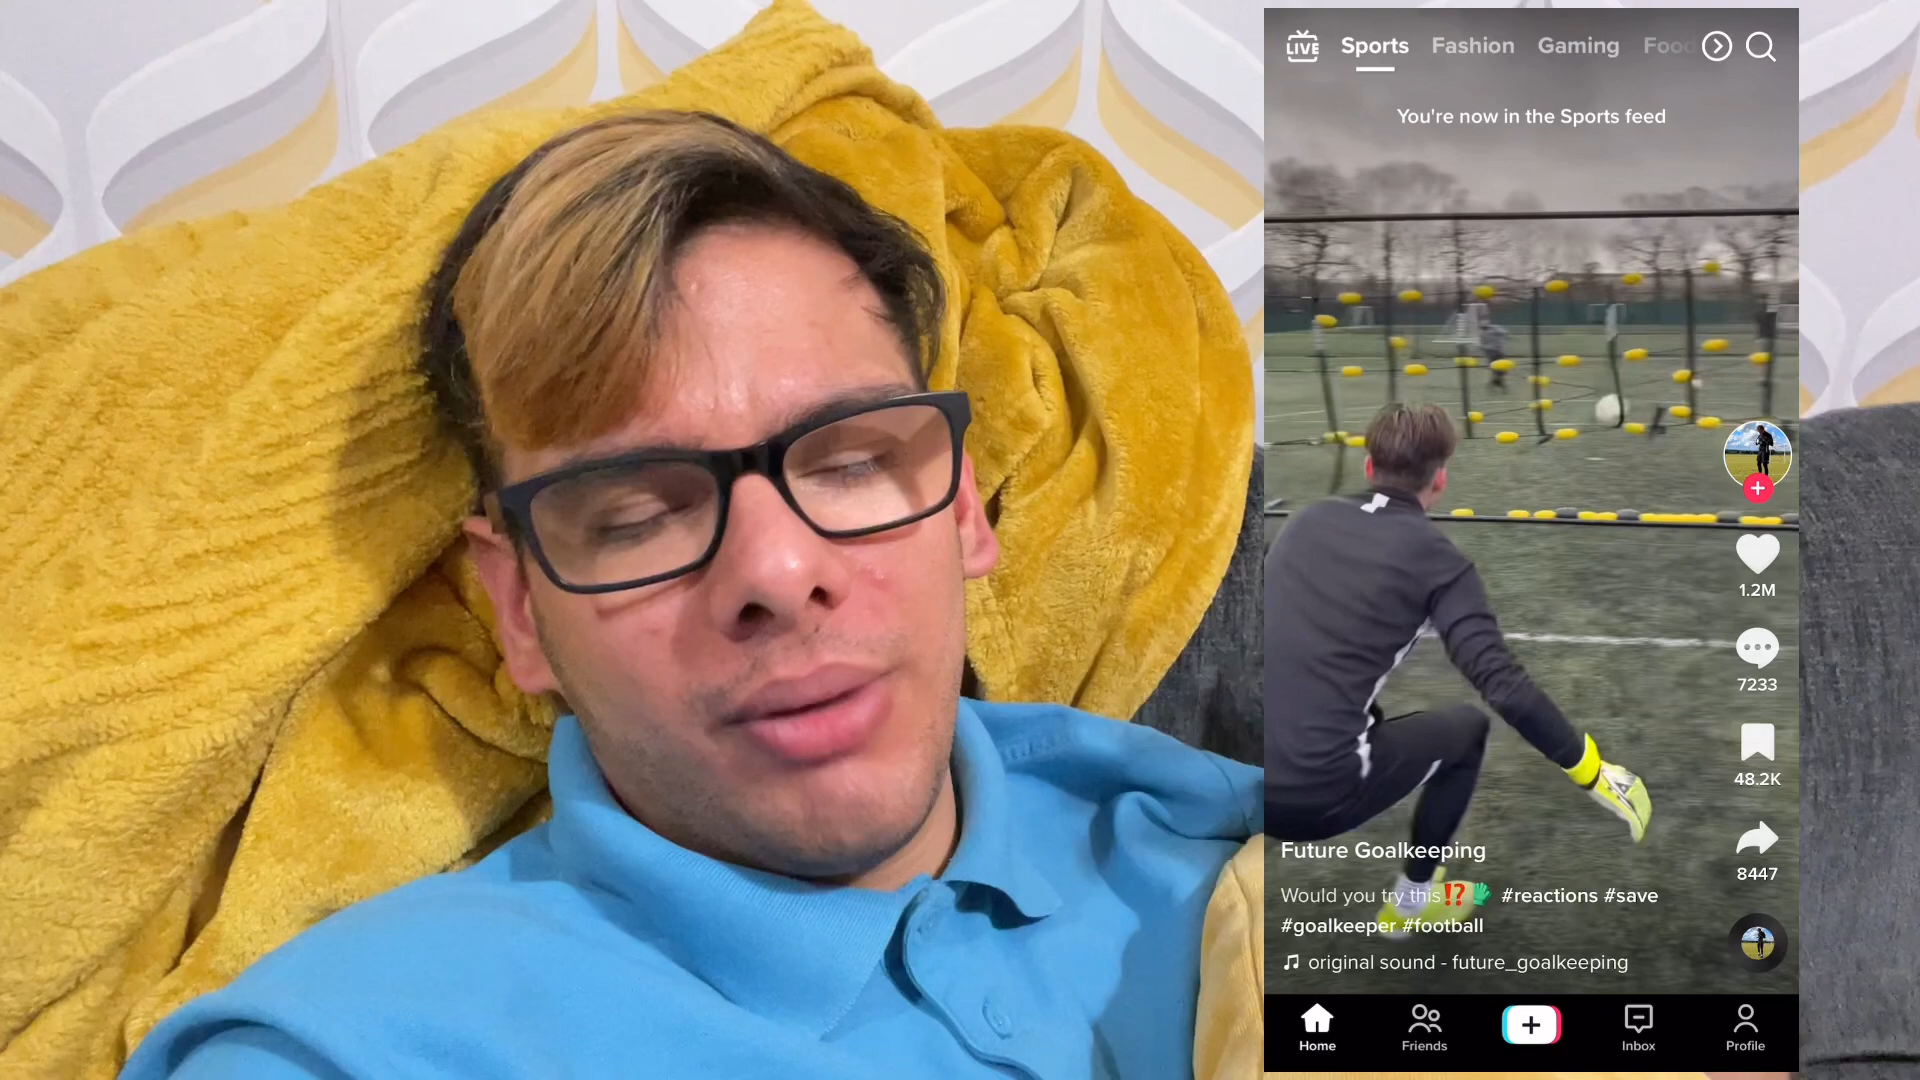 LIVE Sports Fashion Gaming Food
You're now in the Sports feed
1.2M
7233
48.2K
8447
Future Goalkeeping
Would you try this⁉️🧤 #reactions #save
#goalkeeper #football
original sound - future_goalkeeping
Home Friends Inbox Profile